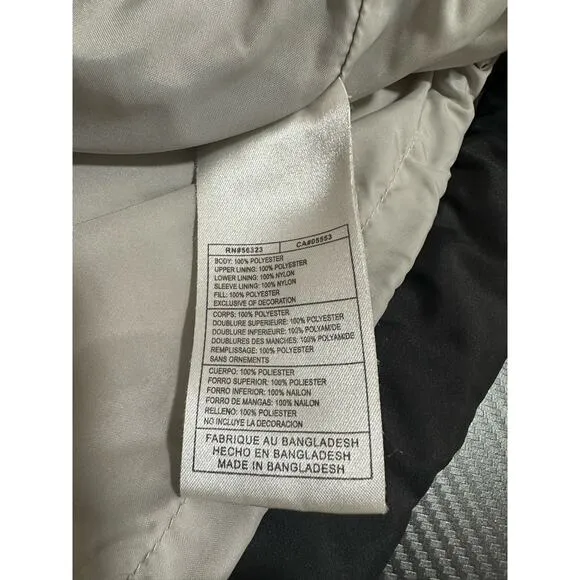 RN#56323 CA#05553
BODY: 100% POLYESTER
UPPER LINING: 100% POLYESTER
LOWER LINING: 100% NYLON
SLEEVE LINING: 100% NYLON
FILL: 100% POLYESTER
EXCLUSIVE OF DECORATION
CORPS: 100% POLYESTER
DOUBLURE SUPERIEURE: 100% POLYESTER
DOUBLURE INFERIEURE: 100% POLYAMIDE
DOUBLURES DES MANCHES: 100% POLYAMIDE
REMPLISSAGE: 100% POLYESTER
SANS ORNEMENTS
CUERPO: 100% POLIESTER
FORRO SUPERIOR: 100% POLIESTER
FORRO INFERIOR: 100% NAILON
FORRO DE MANGAS: 100% NAILON
RELLENO: 100% POLIESTER
NO INCLUYE LA DECORACION
FABRIQUE AU BANGLADESH
HECHO EN BANGLADESH
MADE IN BANGLADESH